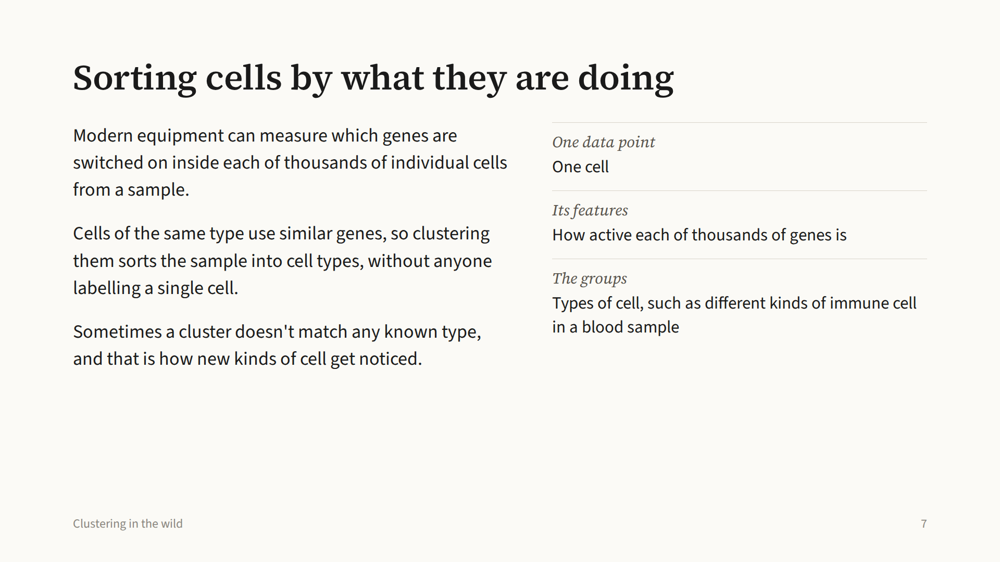 Sorting cells by what they are doing
Modern equipment can measure which genes are
switched on inside each of thousands of individual cells
from a sample.
Cells of the same type use similar genes, so clustering
them sorts the sample into cell types, without anyone
labelling a single cell.
Sometimes a cluster doesn't match any known type,
and that is how new kinds of cell get noticed.
One data point
One cell
Its features
How active each of thousands of genes is
The groups
Types of cell, such as different kinds of immune cell
in a blood sample
Clustering in the wild
7